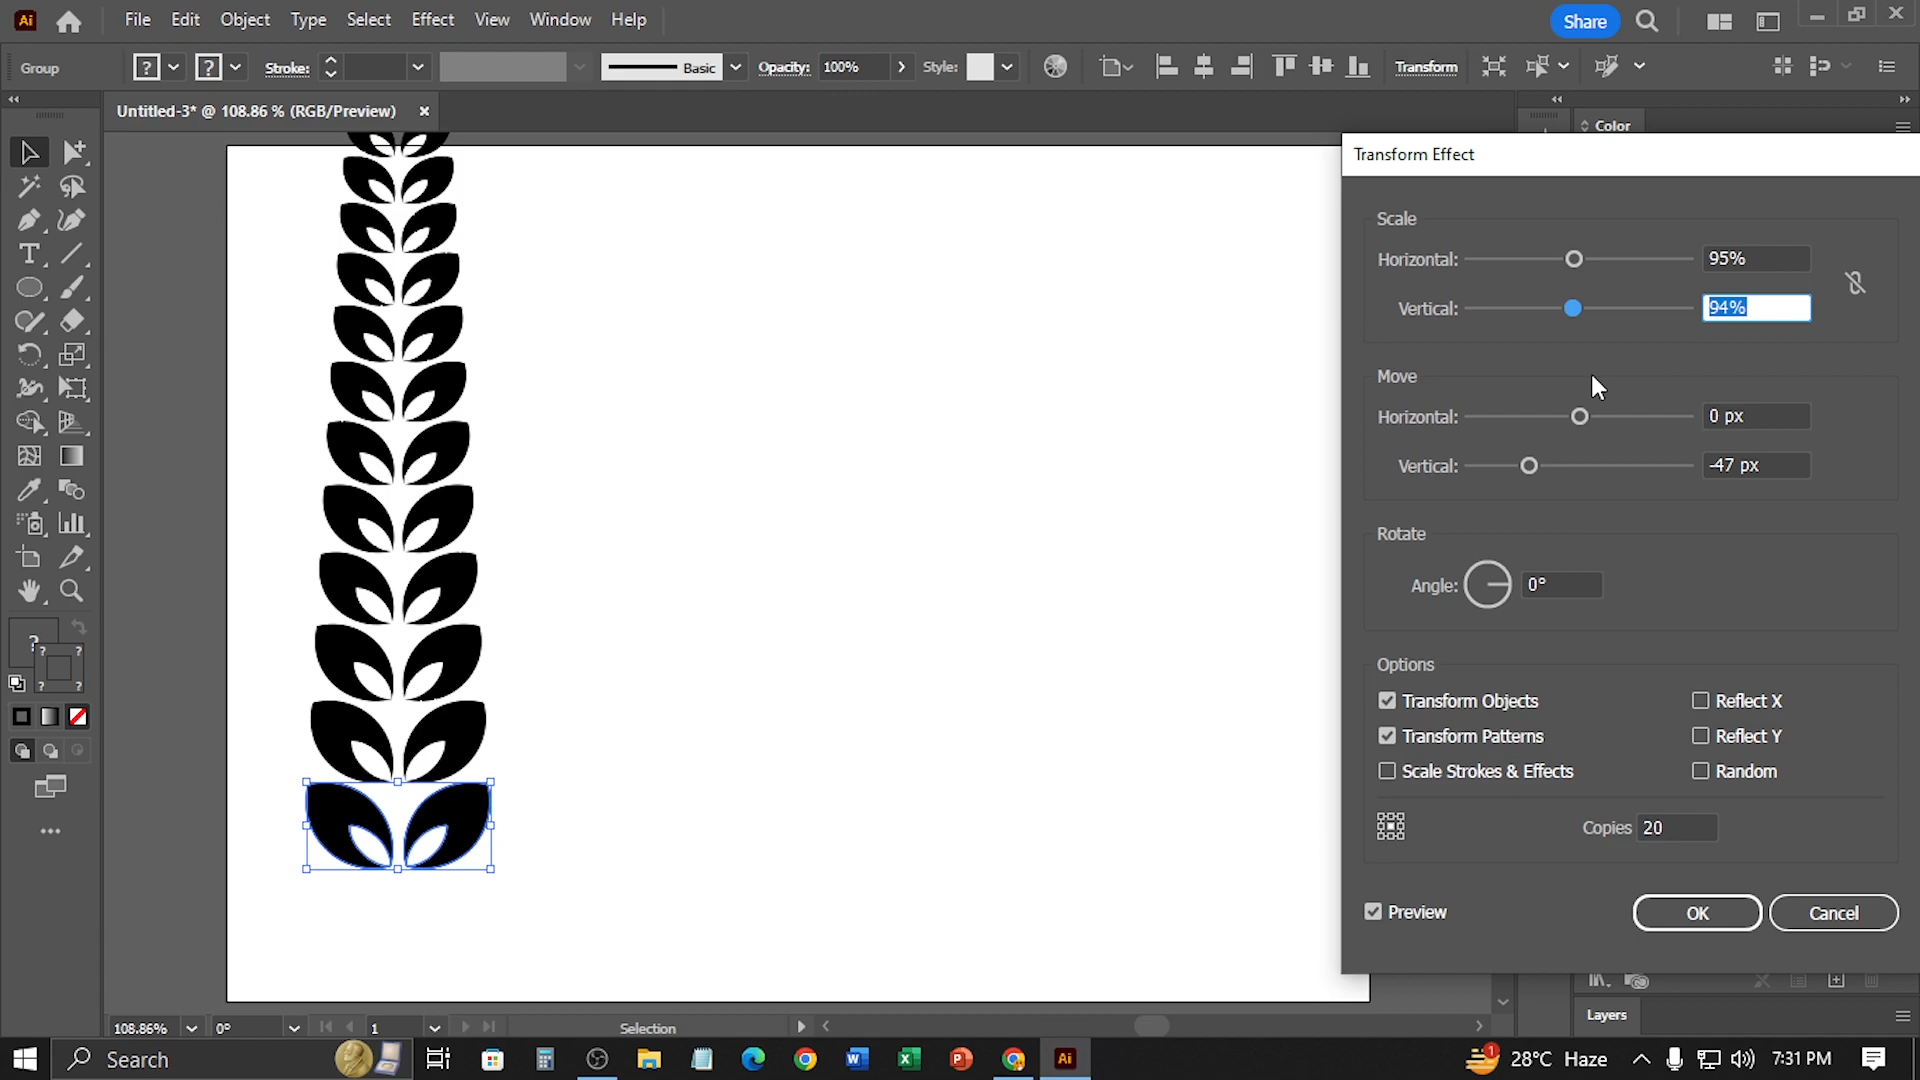 Ai File Edit Object Type Select Effect View Window Help Share
Group ? ? Stroke: Basic Opacity: 100% Style: Transform
Untitled-3* @ 108.86 % (RGB/Preview) Color
Transform Effect
Scale
Horizontal: 95%
Vertical: 94%
Move
Horizontal: 0 px
Vertical: -47 px
Rotate
Angle: 0°
Options
Transform Objects Reflect X
Transform Patterns Reflect Y
Scale Strokes & Effects Random
Copies 20
Preview OK Cancel
Layers
108.86% 0° 1 Selection
Search 28°C Haze 7:31 PM